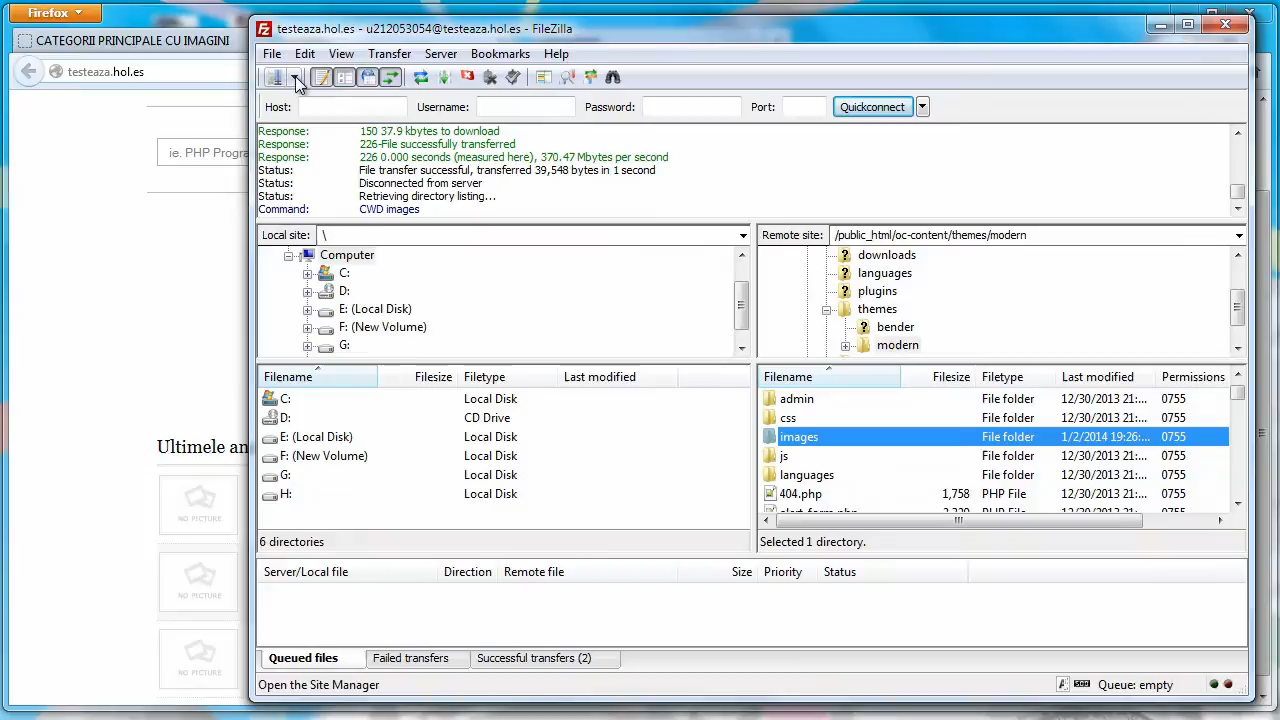 Firefox
CATEGORII PRINCIPALE CU IMAGINI
testeaza.hol.es
ie. PHP Progra
Ultimele an
NO PICTURE
NO PICTURE
NO PICTURE
testeaza.hol.es - u212053054@testeaza.hol.es - FileZilla
File Edit View Transfer Server Bookmarks Help
Host: Username: Password: Port: Quickconnect
Response: 150 37.9 kbytes to download
Response: 226-File successfully transferred
Response: 226 0.000 seconds (measured here), 370.47 Mbytes per second
Status: File transfer successful, transferred 39,548 bytes in 1 second
Status: Disconnected from server
Status: Retrieving directory listing...
Command: CWD images
Local site: \
Computer
C:
D:
E: (Local Disk)
F: (New Volume)
G:
Remote site: /public_html/oc-content/themes/modern
downloads
languages
plugins
themes
bender
modern
Filename Filesize Filetype Last modified
C: Local Disk
D: CD Drive
E: (Local Disk) Local Disk
F: (New Volume) Local Disk
G: Local Disk
H: Local Disk
6 directories
Filename Filesize Filetype Last modified Permissions
admin File folder 12/30/2013 21:... 0755
css File folder 12/30/2013 21:... 0755
images File folder 1/2/2014 19:26:... 0755
js File folder 12/30/2013 21:... 0755
languages File folder 12/30/2013 21:... 0755
404.php 1,758 PHP File 12/30/2013 21:... 0755
Selected 1 directory.
Server/Local file Direction Remote file Size Priority Status
Queued files Failed transfers Successful transfers (2)
Open the Site Manager Queue: empty